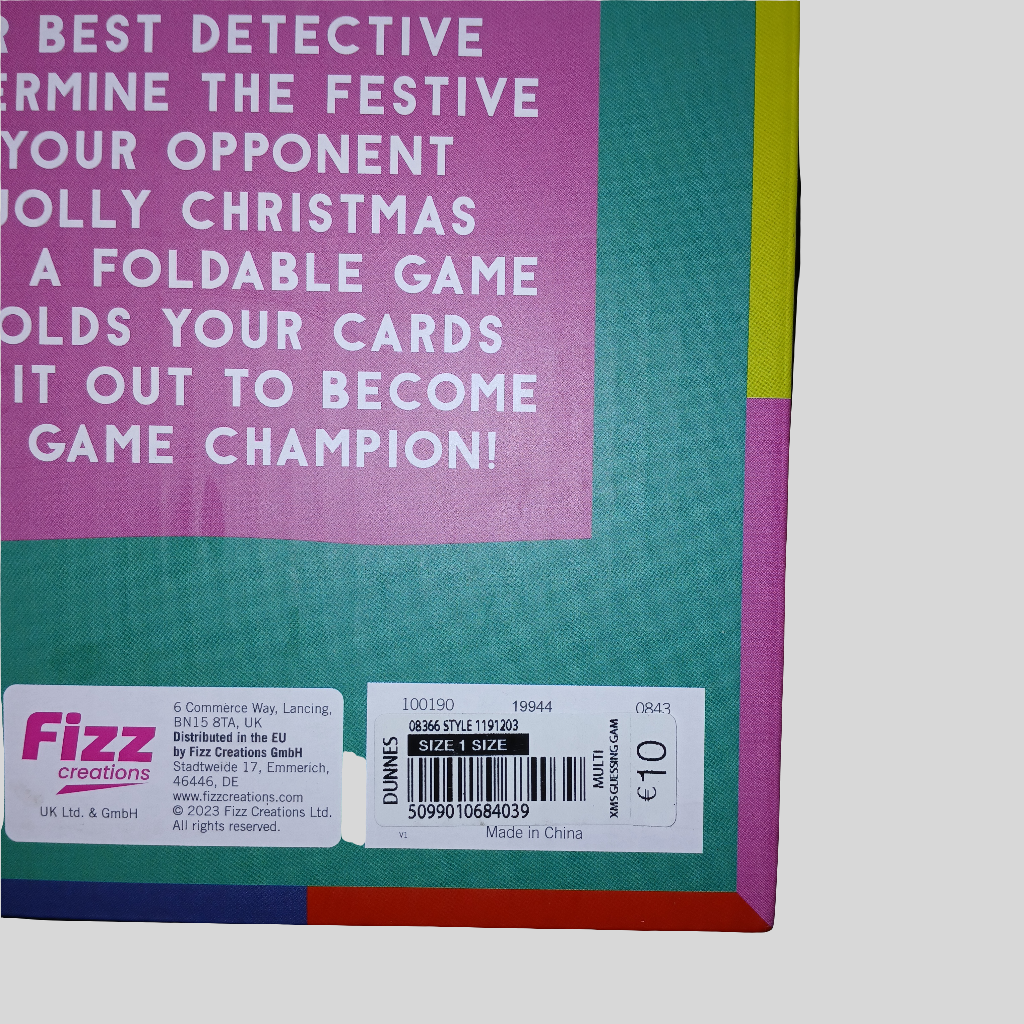 R BEST DETECTIVE
ERMINE THE FESTIVE
YOUR OPPONENT
JOLLY CHRISTMAS
A FOLDABLE GAME
OLDS YOUR CARDS
IT OUT TO BECOME
GAME CHAMPION!
Fizz
creations
UK Ltd. & GmbH
6 Commerce Way, Lancing,
BN15 8TA, UK
Distributed in the EU
by Fizz Creations GmbH
Stadtweide 17, Emmerich,
46446, DE
www.fizzcreations.com
© 2023 Fizz Creations Ltd.
All rights reserved.
100190 19944 0843
08366 STYLE 1191203
SIZE 1 SIZE
DUNNES
5099010684039
MULTI
XMS GUESSING GAM
€10
V1 Made in China